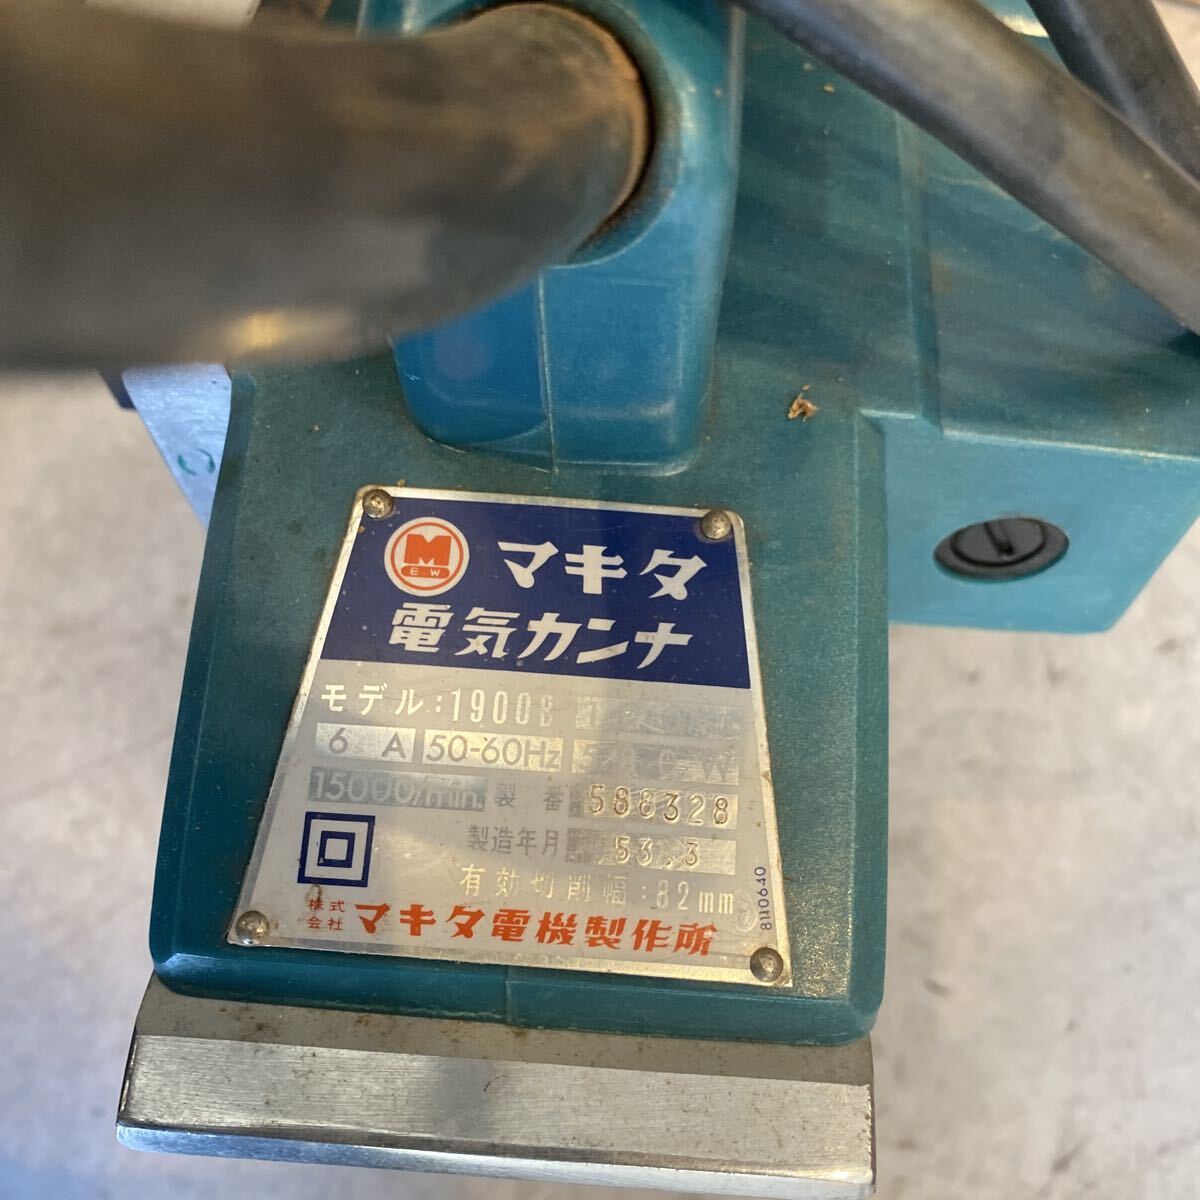 M
E W
マキタ
電気カンナ
モデル:1900B
6 A 50-60Hz
15000/min. 製番 588328
製造年月 53.3
有効切削幅:82mm
株式会社 マキタ電機製作所
8110640